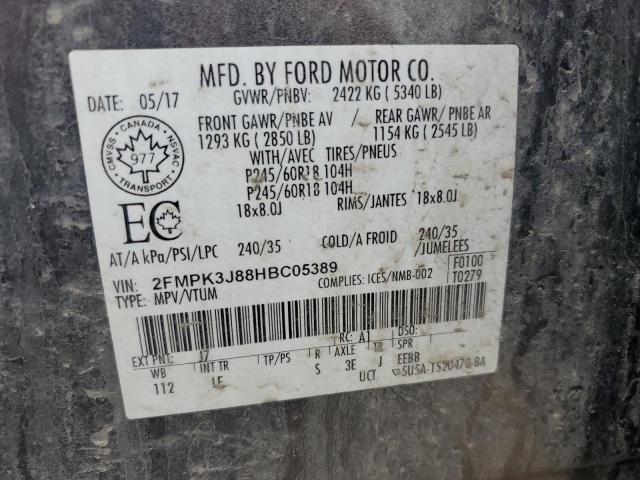 MFD. BY FORD MOTOR CO.
DATE: 05/17
GVWR/PNBV: 2422 KG ( 5340 LB)
FRONT GAWR/PNBE AV / REAR GAWR/ PNBE AR
1293 KG ( 2850 LB) 1154 KG ( 2545 LB)
WITH/AVEC TIRES/PNEUS
P245/60R18 104H
P245/60R18 104H
18x8.0J RIMS/JANTES 18x8.0J
CANADA
CMVSS NSVAC
977
TRANSPORT
EC
AT/A kPa/PSI/LPC 240/35 COLD/A FROID 240/35
/JUMELEES
VIN: 2FMPK3J88HBC05389
TYPE: MPV/VTUM
COMPLIES: ICES/NMB-002
F0100
T0279
EXT PNT: J7 RC: A1 DSO:
WB INT TR TP/PS R AXLE TR SPR
112 LE S 3E J EEBB
UCT